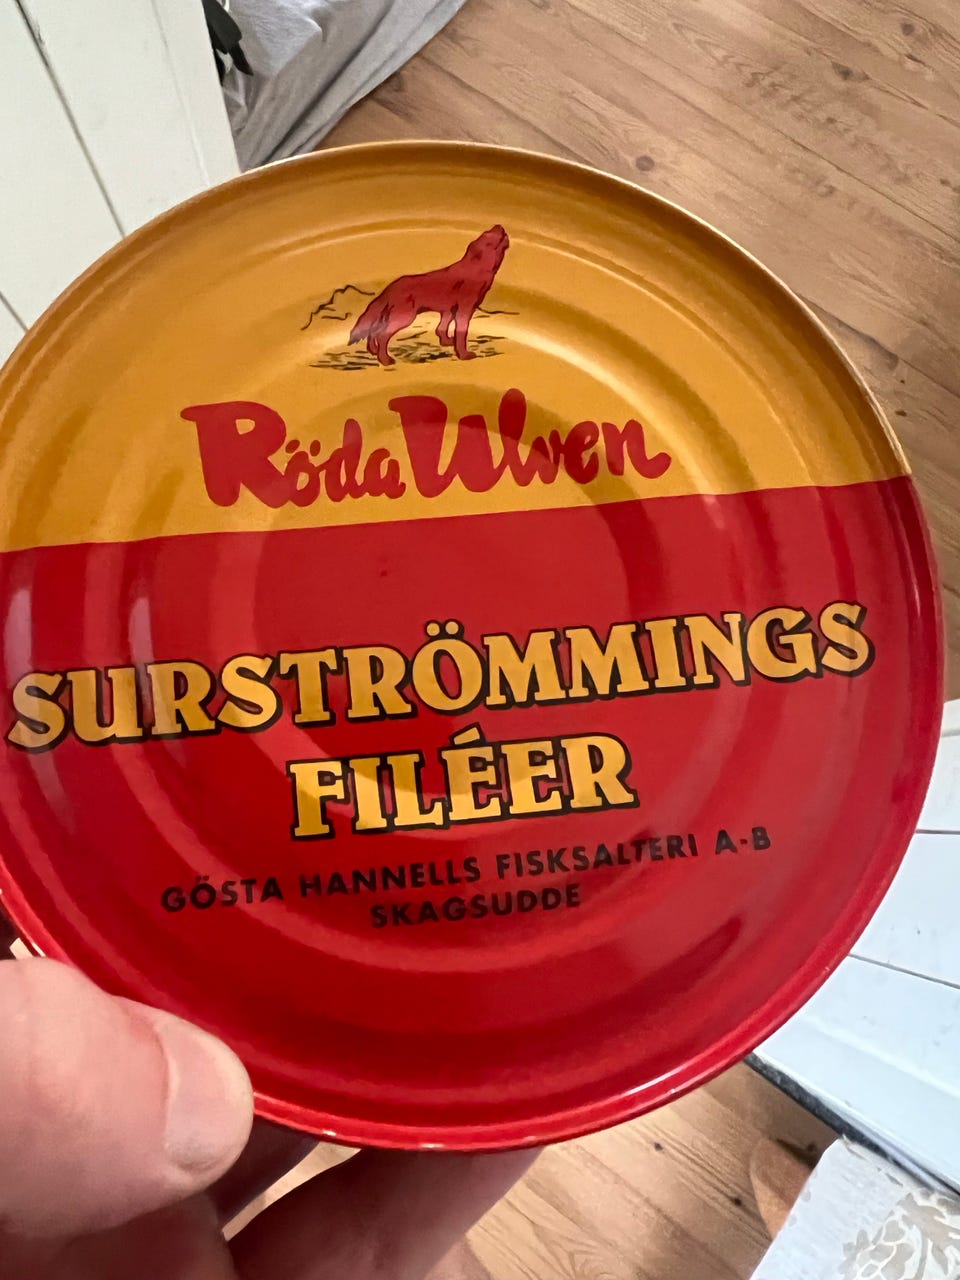 Röda Ulven
SURSTRÖMMINGS
FILÉER
GÖSTA HANNELLS FISKSALTERI A-B
SKAGSUDDE